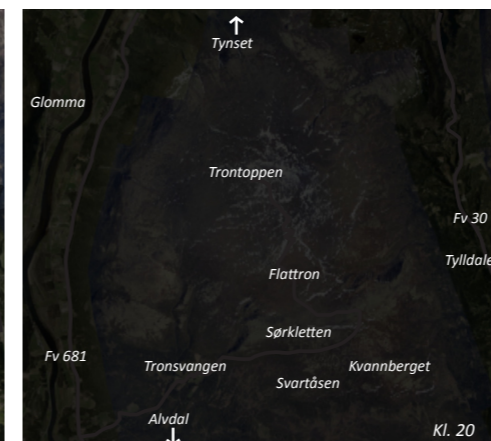 Tynset
Glomma
Trontoppen
Fv 30
Tylldale
Flattron
Sørkletten
Fv 681
Tronsvangen
Kvannberget
Svartåsen
Alvdal
Kl. 20